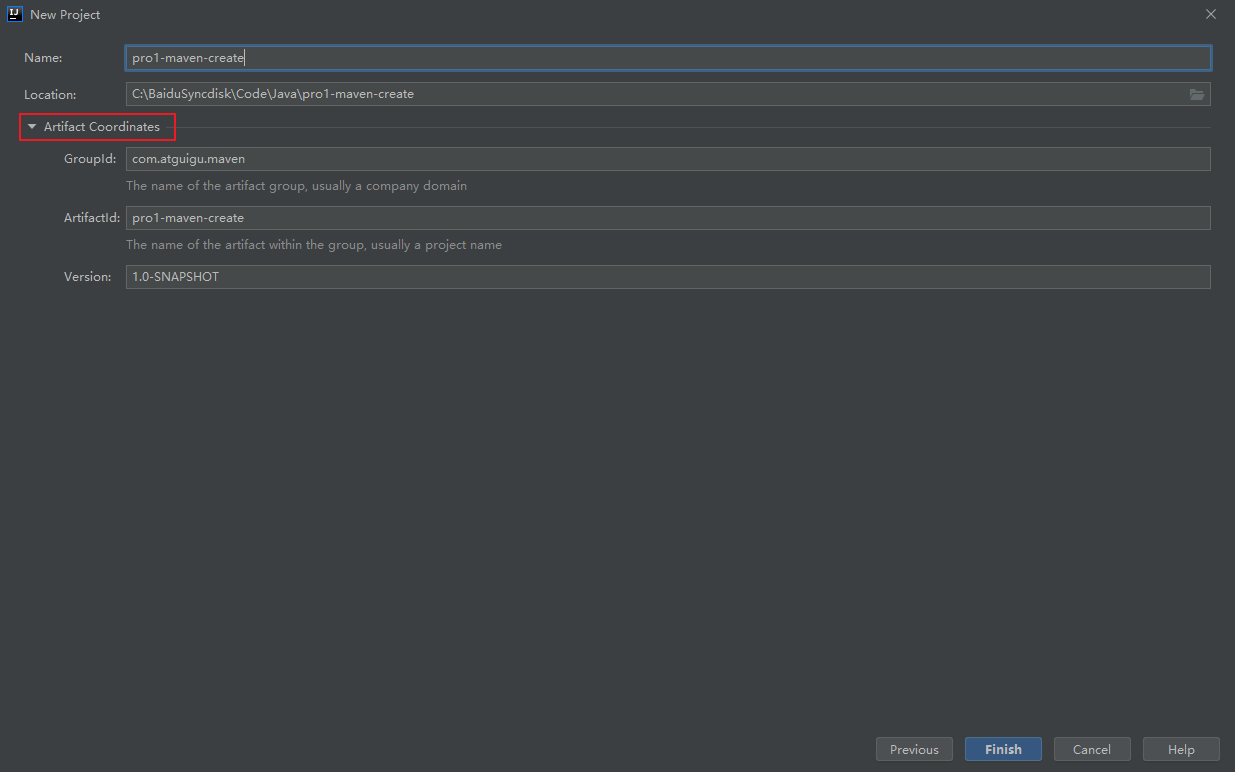 IJ New Project
Name: pro1-maven-create
Location: C:\BaiduSyncdisk\Code\Java\pro1-maven-create
Artifact Coordinates
GroupId: com.atguigu.maven
The name of the artifact group, usually a company domain
ArtifactId: pro1-maven-create
The name of the artifact within the group, usually a project name
Version: 1.0-SNAPSHOT
Previous Finish Cancel Help